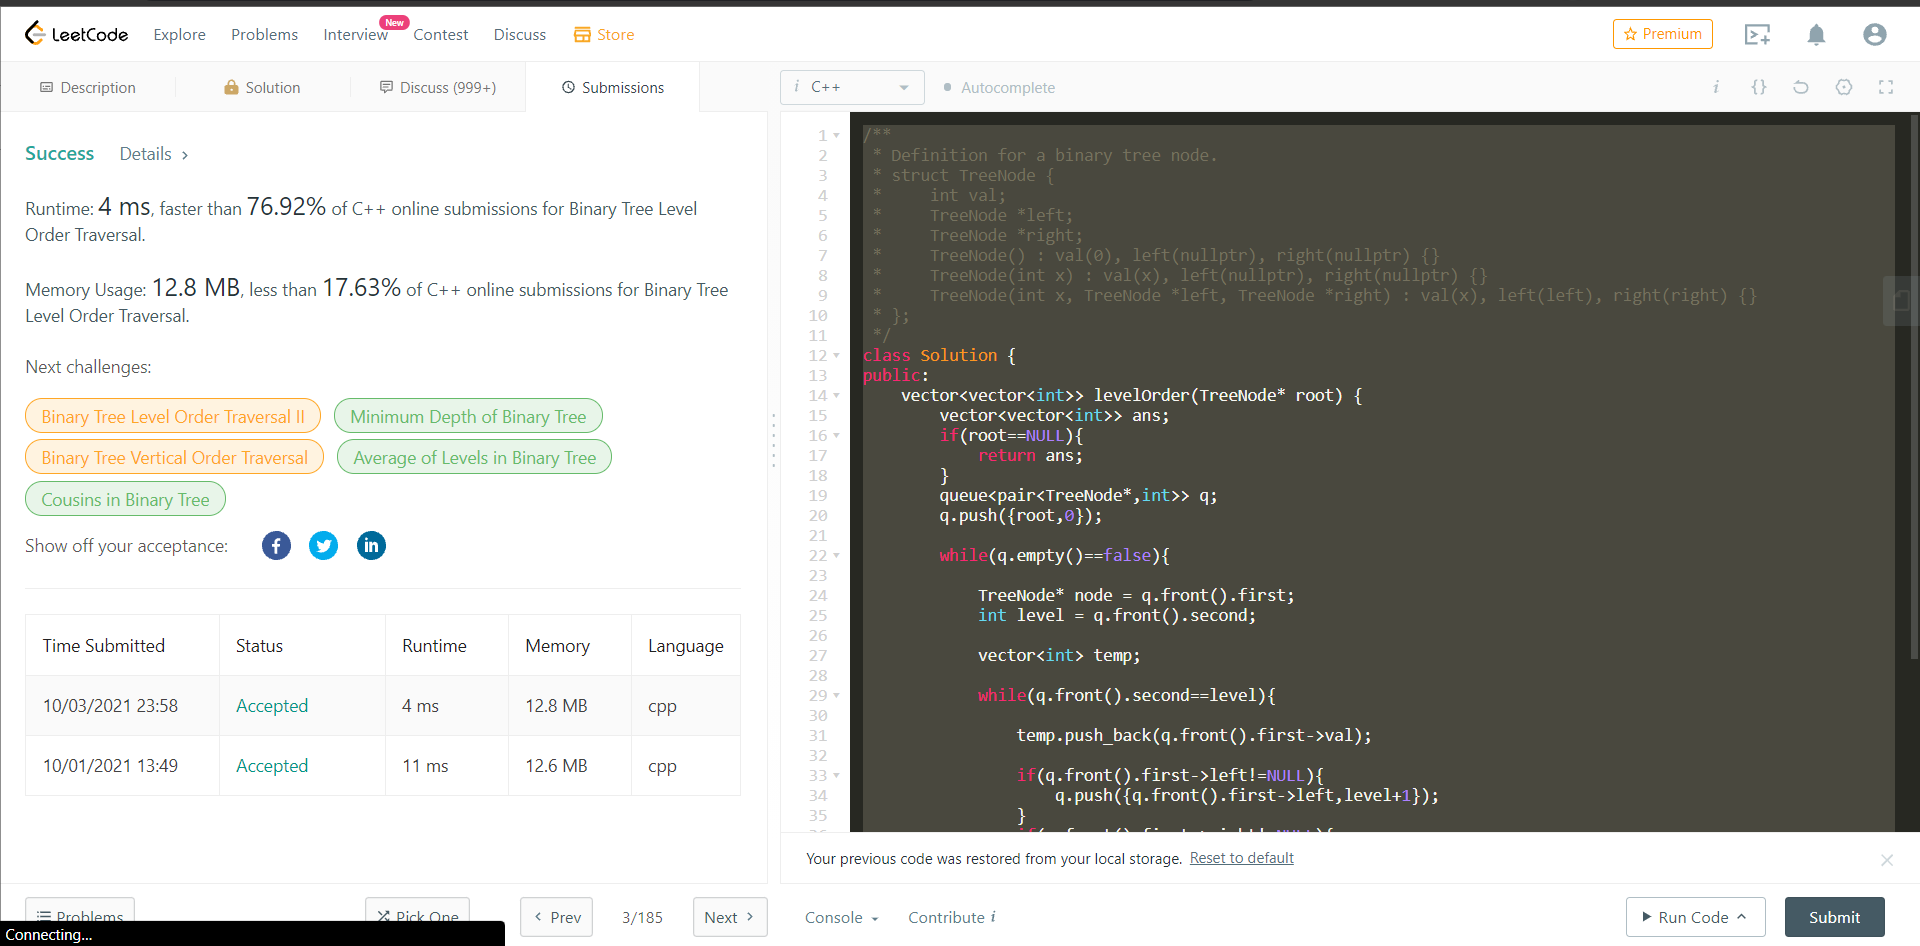 LeetCode Explore Problems Interview New Contest Discuss Store Premium
Description Solution Discuss (999+) Submissions
i C++ Autocomplete i {}
Success Details >
Runtime: 4 ms, faster than 76.92% of C++ online submissions for Binary Tree Level
Order Traversal.
Memory Usage: 12.8 MB, less than 17.63% of C++ online submissions for Binary Tree
Level Order Traversal.
Next challenges:
Binary Tree Level Order Traversal II Minimum Depth of Binary Tree
Binary Tree Vertical Order Traversal Average of Levels in Binary Tree
Cousins in Binary Tree
Show off your acceptance:
Time Submitted Status Runtime Memory Language
10/03/2021 23:58 Accepted 4 ms 12.8 MB cpp
10/01/2021 13:49 Accepted 11 ms 12.6 MB cpp
1 /**
2 * Definition for a binary tree node.
3 * struct TreeNode {
4 * int val;
5 * TreeNode *left;
6 * TreeNode *right;
7 * TreeNode() : val(0), left(nullptr), right(nullptr) {}
8 * TreeNode(int x) : val(x), left(nullptr), right(nullptr) {}
9 * TreeNode(int x, TreeNode *left, TreeNode *right) : val(x), left(left), right(right) {}
10 * };
11 */
12 class Solution {
13 public:
14 vector<vector<int>> levelOrder(TreeNode* root) {
15 vector<vector<int>> ans;
16 if(root==NULL){
17 return ans;
18 }
19 queue<pair<TreeNode*,int>> q;
20 q.push({root,0});
21
22 while(q.empty()==false){
23
24 TreeNode* node = q.front().first;
25 int level = q.front().second;
26
27 vector<int> temp;
28
29 while(q.front().second==level){
30
31 temp.push_back(q.front().first->val);
32
33 if(q.front().first->left!=NULL){
34 q.push({q.front().first->left,level+1});
35 }
Your previous code was restored from your local storage. Reset to default
Problems Pick One < Prev 3/185 Next > Console Contribute i Run Code Submit
Connecting...